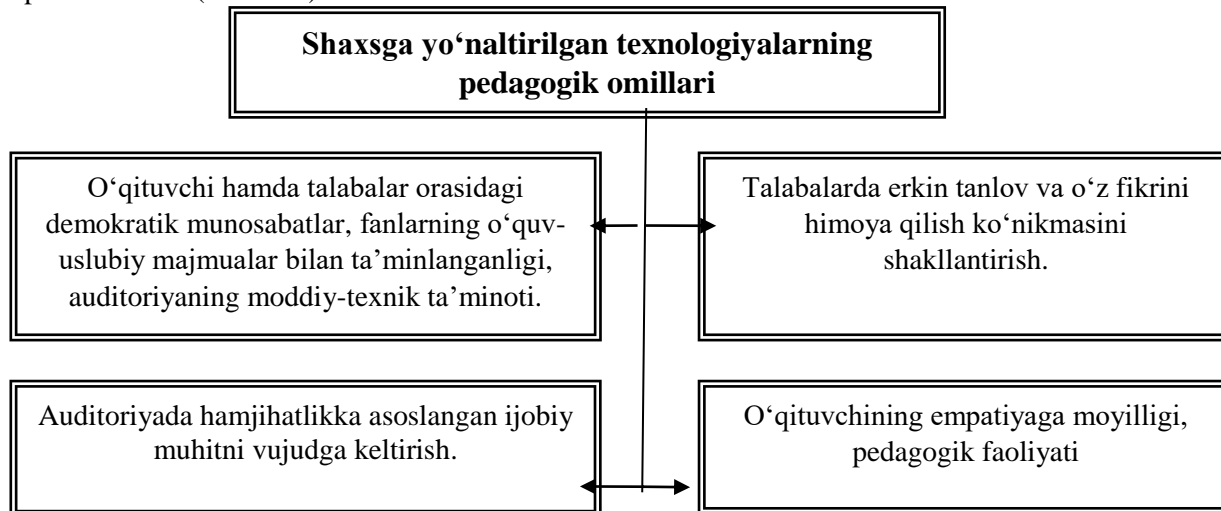 Shaxsga yo‘naltirilgan texnologiyalarning
pedagogik omillari
O‘qituvchi hamda talabalar orasidagi
demokratik munosabatlar, fanlarning o‘quv-
uslubiy majmualar bilan ta’minlanganligi,
auditoriyaning moddiy-texnik ta’minoti.
Talabalarda erkin tanlov va o‘z fikrini
himoya qilish ko‘nikmasini
shakllantirish.
Auditoriyada hamjihatlikka asoslangan ijobiy
muhitni vujudga keltirish.
O‘qituvchining empatiyaga moyilligi,
pedagogik faoliyati